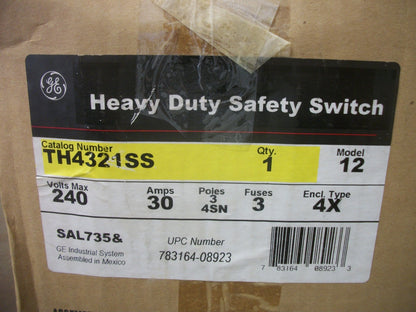 GE
Heavy Duty Safety Switch
Catalog Number Qty. Model
TH4321SS 1 12
Volts Max Amps Poles Fuses Encl. Type
240 30 3 3 4X
4SN
SAL735&
GE Industrial System
Assembled in Mexico
UPC Number
783164-08923
7 83164 08923 3